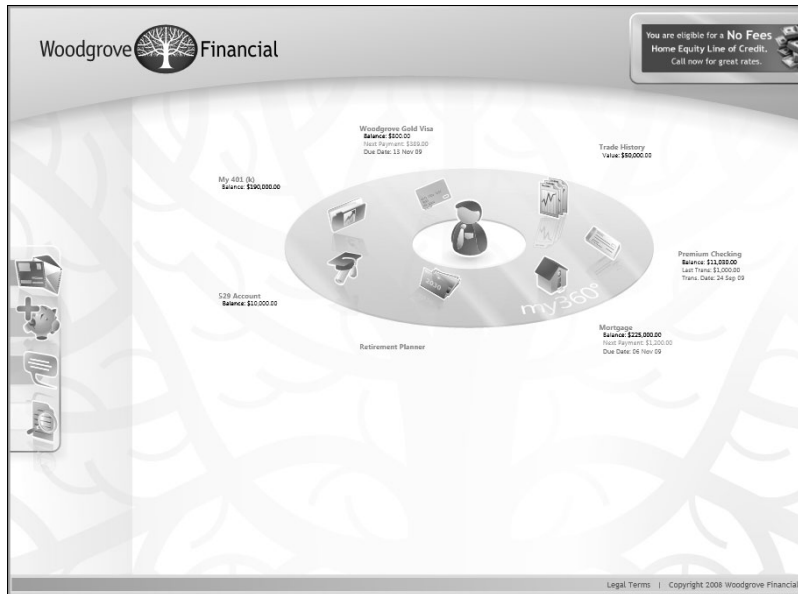 Woodgrove Financial
You are eligible for a No Fees
Home Equity Line of Credit.
Call now for great rates.
Woodgrove Gold Visa
Balance: $800.00
Next Payment: $389.00
Due Date: 13 Nov 09
Trade History
Value: $50,000.00
My 401 (k)
Balance: $190,000.00
Premium Checking
Balance: $11,030.00
Last Trans: $1,000.00
Trans. Date: 24 Sep 09
529 Account
Balance: $10,000.00
2030
my360°
Mortgage
Balance: $225,000.00
Next Payment: $1,200.00
Due Date: 06 Nov 09
Retirement Planner
Legal Terms | Copyright 2008 Woodgrove Financial